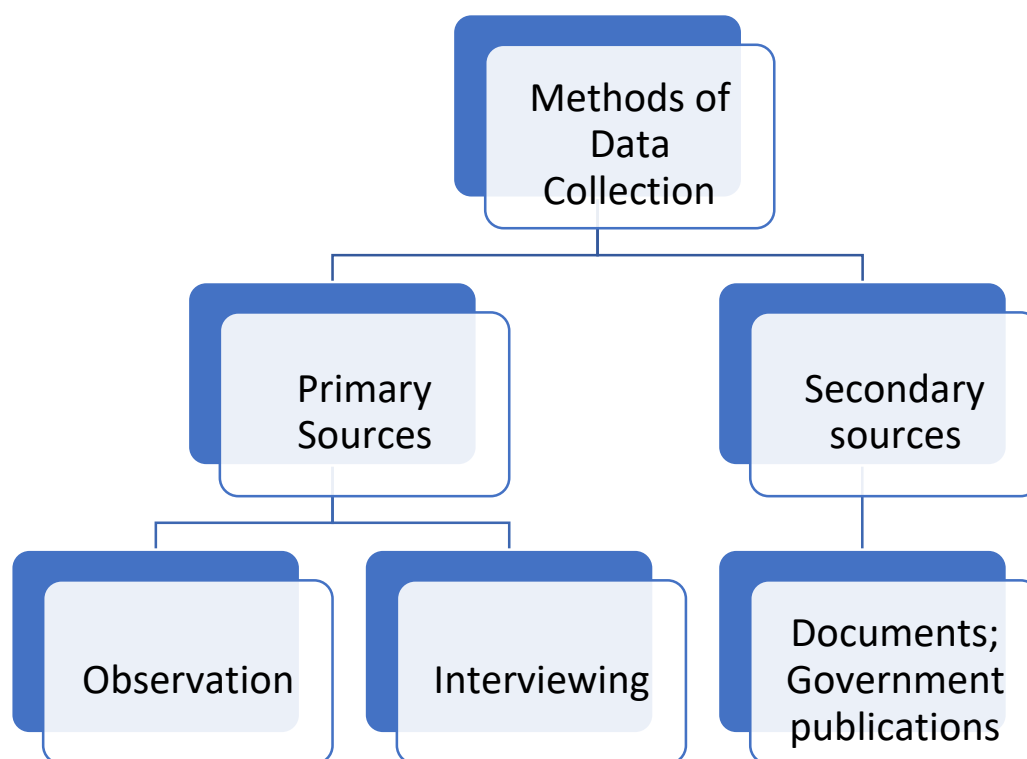 Methods of
Data
Collection
Primary
Sources
Secondary
sources
Observation
Interviewing
Documents;
Government
publications